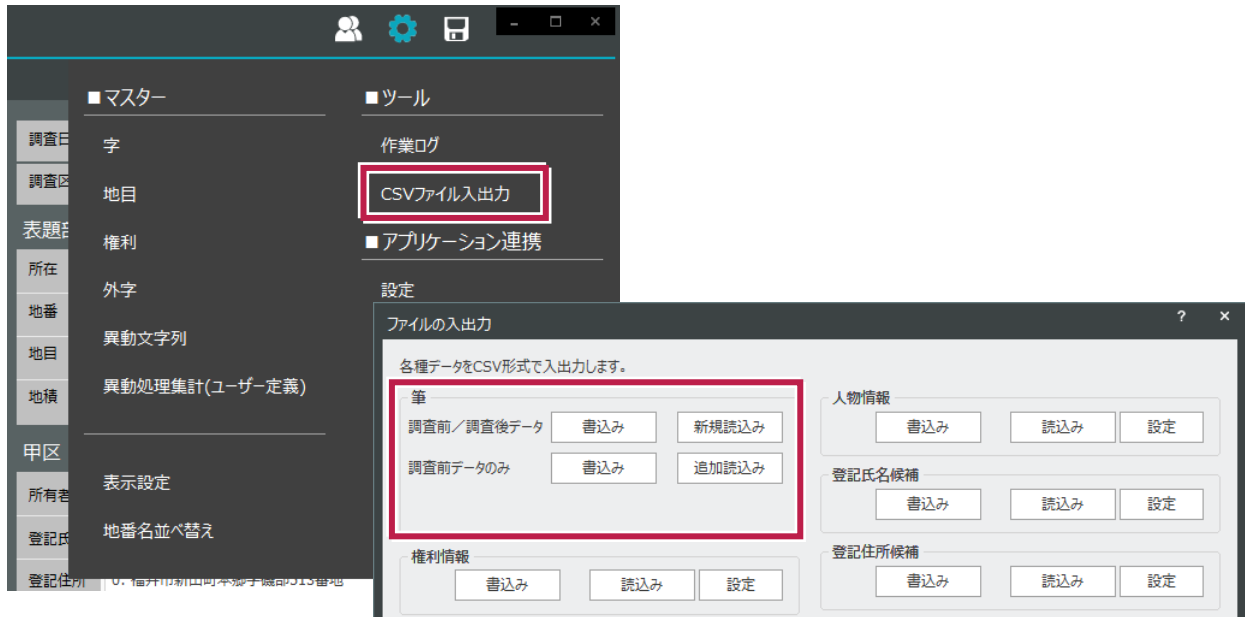 ■マスター
字
地目
権利
外字
異動文字列
異動処理集計(ユーザー定義)
表示設定
地番名並べ替え
■ツール
作業ログ
CSVファイル入出力
■アプリケーション連携
設定
調査日
調査区
表題部
所在
地番
地目
地積
甲区
所有者
登記氏
登記住所
ファイルの入出力
? ×
各種データをCSV形式で入出力します。
筆
調査前／調査後データ 書込み 新規読込み
調査前データのみ 書込み 追加読込み
権利情報
書込み 読込み 設定
人物情報
書込み 読込み 設定
登記氏名候補
書込み 読込み 設定
登記住所候補
書込み 読込み 設定